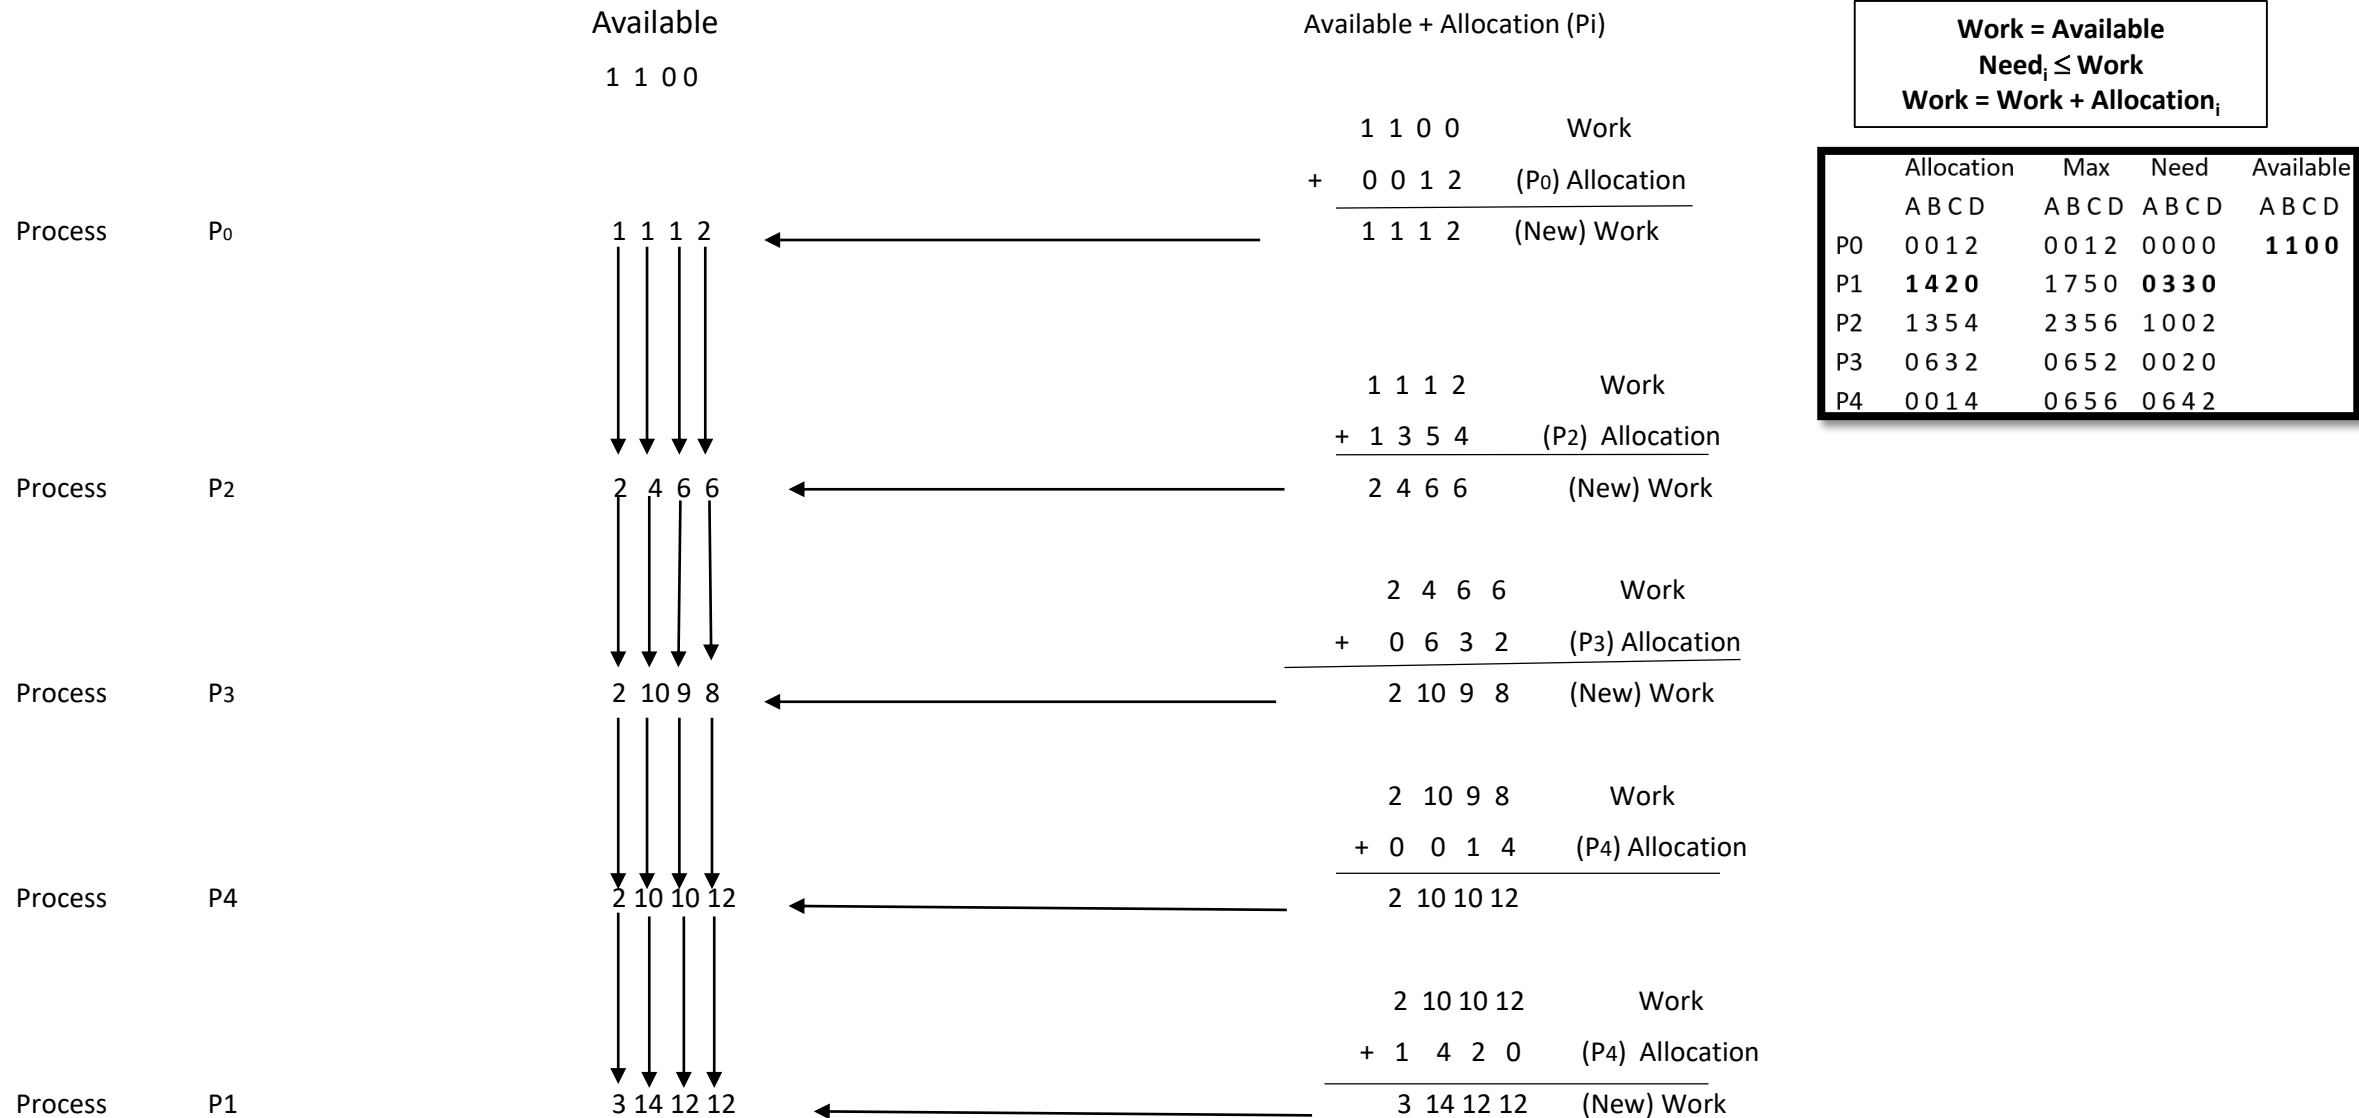 Available
1 1 0 0
Available + Allocation (Pi)
1 1 0 0 Work
+ 0 0 1 2 (P0) Allocation
Process P0 1 1 1 2 1 1 1 2 (New) Work
1 1 1 2 Work
+ 1 3 5 4 (P2) Allocation
Process P2 2 4 6 6 2 4 6 6 (New) Work
2 4 6 6 Work
+ 0 6 3 2 (P3) Allocation
Process P3 2 10 9 8 2 10 9 8 (New) Work
2 10 9 8 Work
+ 0 0 1 4 (P4) Allocation
Process P4 2 10 10 12 2 10 10 12
2 10 10 12 Work
+ 1 4 2 0 (P4) Allocation
Process P1 3 14 12 12 3 14 12 12 (New) Work
Work = Available
Needi ≤ Work
Work = Work + Allocationi
Allocation Max Need Available
A B C D A B C D A B C D A B C D
P0 0 0 1 2 0 0 1 2 0 0 0 0 1 1 0 0
P1 1 4 2 0 1 7 5 0 0 3 3 0
P2 1 3 5 4 2 3 5 6 1 0 0 2
P3 0 6 3 2 0 6 5 2 0 0 2 0
P4 0 0 1 4 0 6 5 6 0 6 4 2